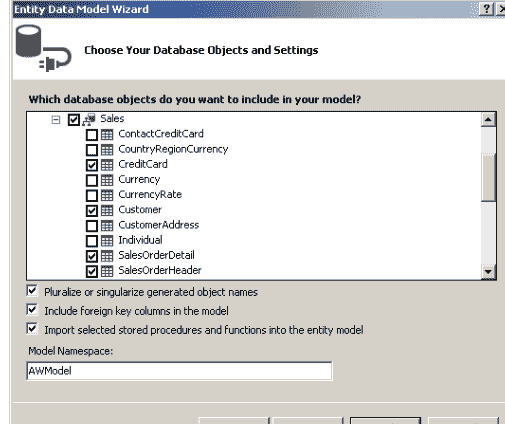 Entity Data Model Wizard
Choose Your Database Objects and Settings
Which database objects do you want to include in your model?
Sales
ContactCreditCard
CountryRegionCurrency
CreditCard
Currency
CurrencyRate
Customer
CustomerAddress
Individual
SalesOrderDetail
SalesOrderHeader
Pluralize or singularize generated object names
Include foreign key columns in the model
Import selected stored procedures and functions into the entity model
Model Namespace:
AWModel